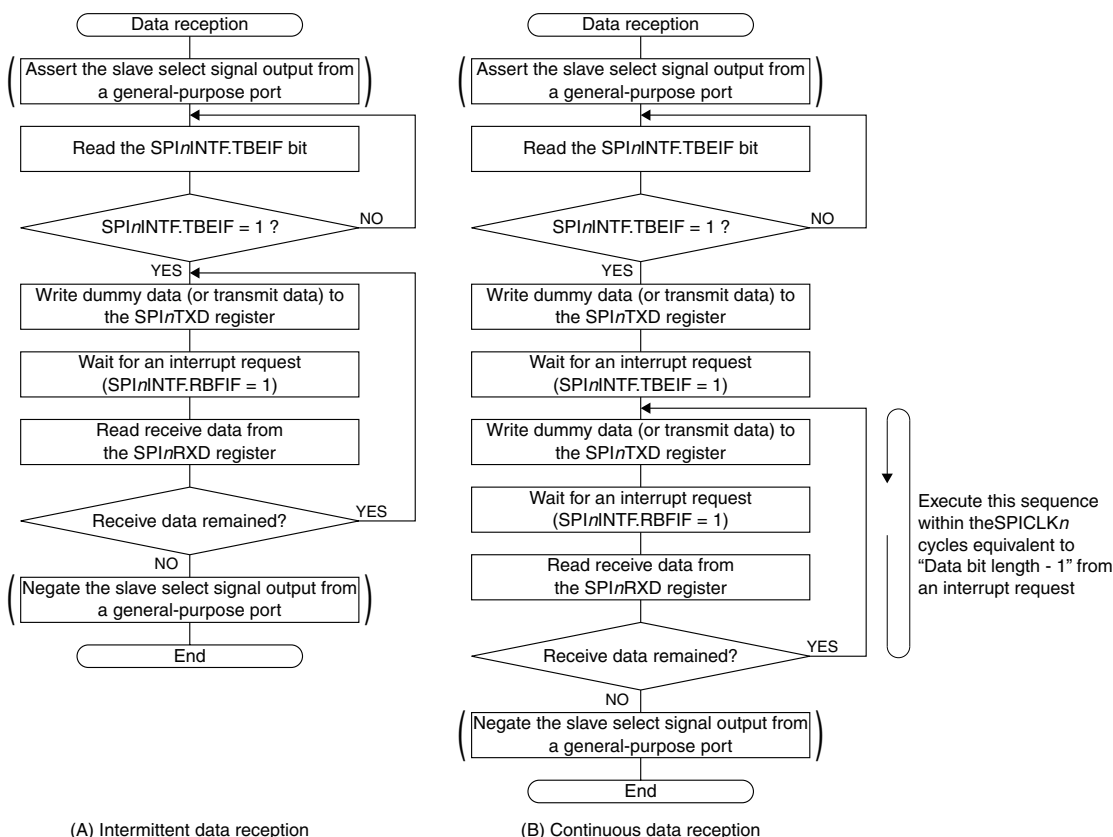 Data reception
(Assert the slave select signal output from
a general-purpose port)
Read the SPInINTF.TBEIF bit
SPInINTF.TBEIF = 1 ?
NO
YES
Write dummy data (or transmit data) to
the SPInTXD register
Wait for an interrupt request
(SPInINTF.RBFIF = 1)
Read receive data from
the SPInRXD register
Receive data remained?
YES
NO
(Negate the slave select signal output from
a general-purpose port)
End
(A) Intermittent data reception
Data reception
(Assert the slave select signal output from
a general-purpose port)
Read the SPInINTF.TBEIF bit
SPInINTF.TBEIF = 1 ?
NO
YES
Write dummy data (or transmit data) to
the SPInTXD register
Wait for an interrupt request
(SPInINTF.TBEIF = 1)
Write dummy data (or transmit data) to
the SPInTXD register
Wait for an interrupt request
(SPInINTF.RBFIF = 1)
Read receive data from
the SPInRXD register
Receive data remained?
YES
NO
(Negate the slave select signal output from
a general-purpose port)
End
Execute this sequence
within theSPICLKn
cycles equivalent to
“Data bit length - 1” from
an interrupt request
(B) Continuous data reception